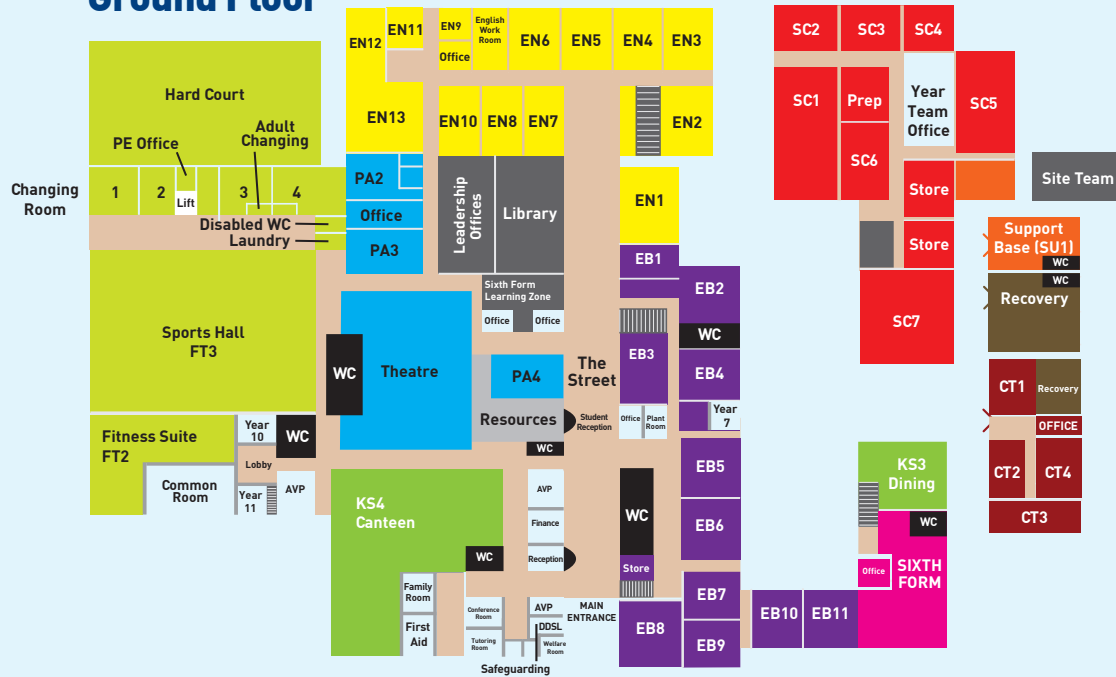 Ground Floor
EN12
EN11
EN9
Office
English
Work
Room
EN6
EN5
EN4
EN3
SC2
SC3
SC4
Hard Court
EN13
EN10
EN8
EN7
EN2
SC1
Prep
Year
Team
Office
SC5
PE Office
Adult
Changing
SC6
Changing
Room
1
2
Lift
3
4
PA2
Leadership
Offices
Library
EN1
Store
Site Team
Disabled WC
Laundry
Office
PA3
Store
Support
Base (SU1)
WC
EB1
WC
Recovery
Sports Hall
FT3
Sixth Form
Learning Zone
Office
Office
EB2
WC
SC7
WC
Theatre
PA4
The
Street
EB3
EB4
CT1
Recovery
Resources
Student
Reception
Office
Plant
Room
Year
7
OFFICE
Fitness Suite
FT2
Year
10
WC
WC
Lobby
Common
Room
Year
11
AVP
KS4
Canteen
AVP
EB5
KS3
Dining
CT2
CT4
Finance
WC
EB6
WC
CT3
WC
Reception
Store
Office
SIXTH
FORM
Family
Room
First
Aid
Conference
Room
Tutoring
Room
AVP
DDSL
Welfare
Room
MAIN
ENTRANCE
EB7
EB8
EB9
EB10
EB11
Safeguarding